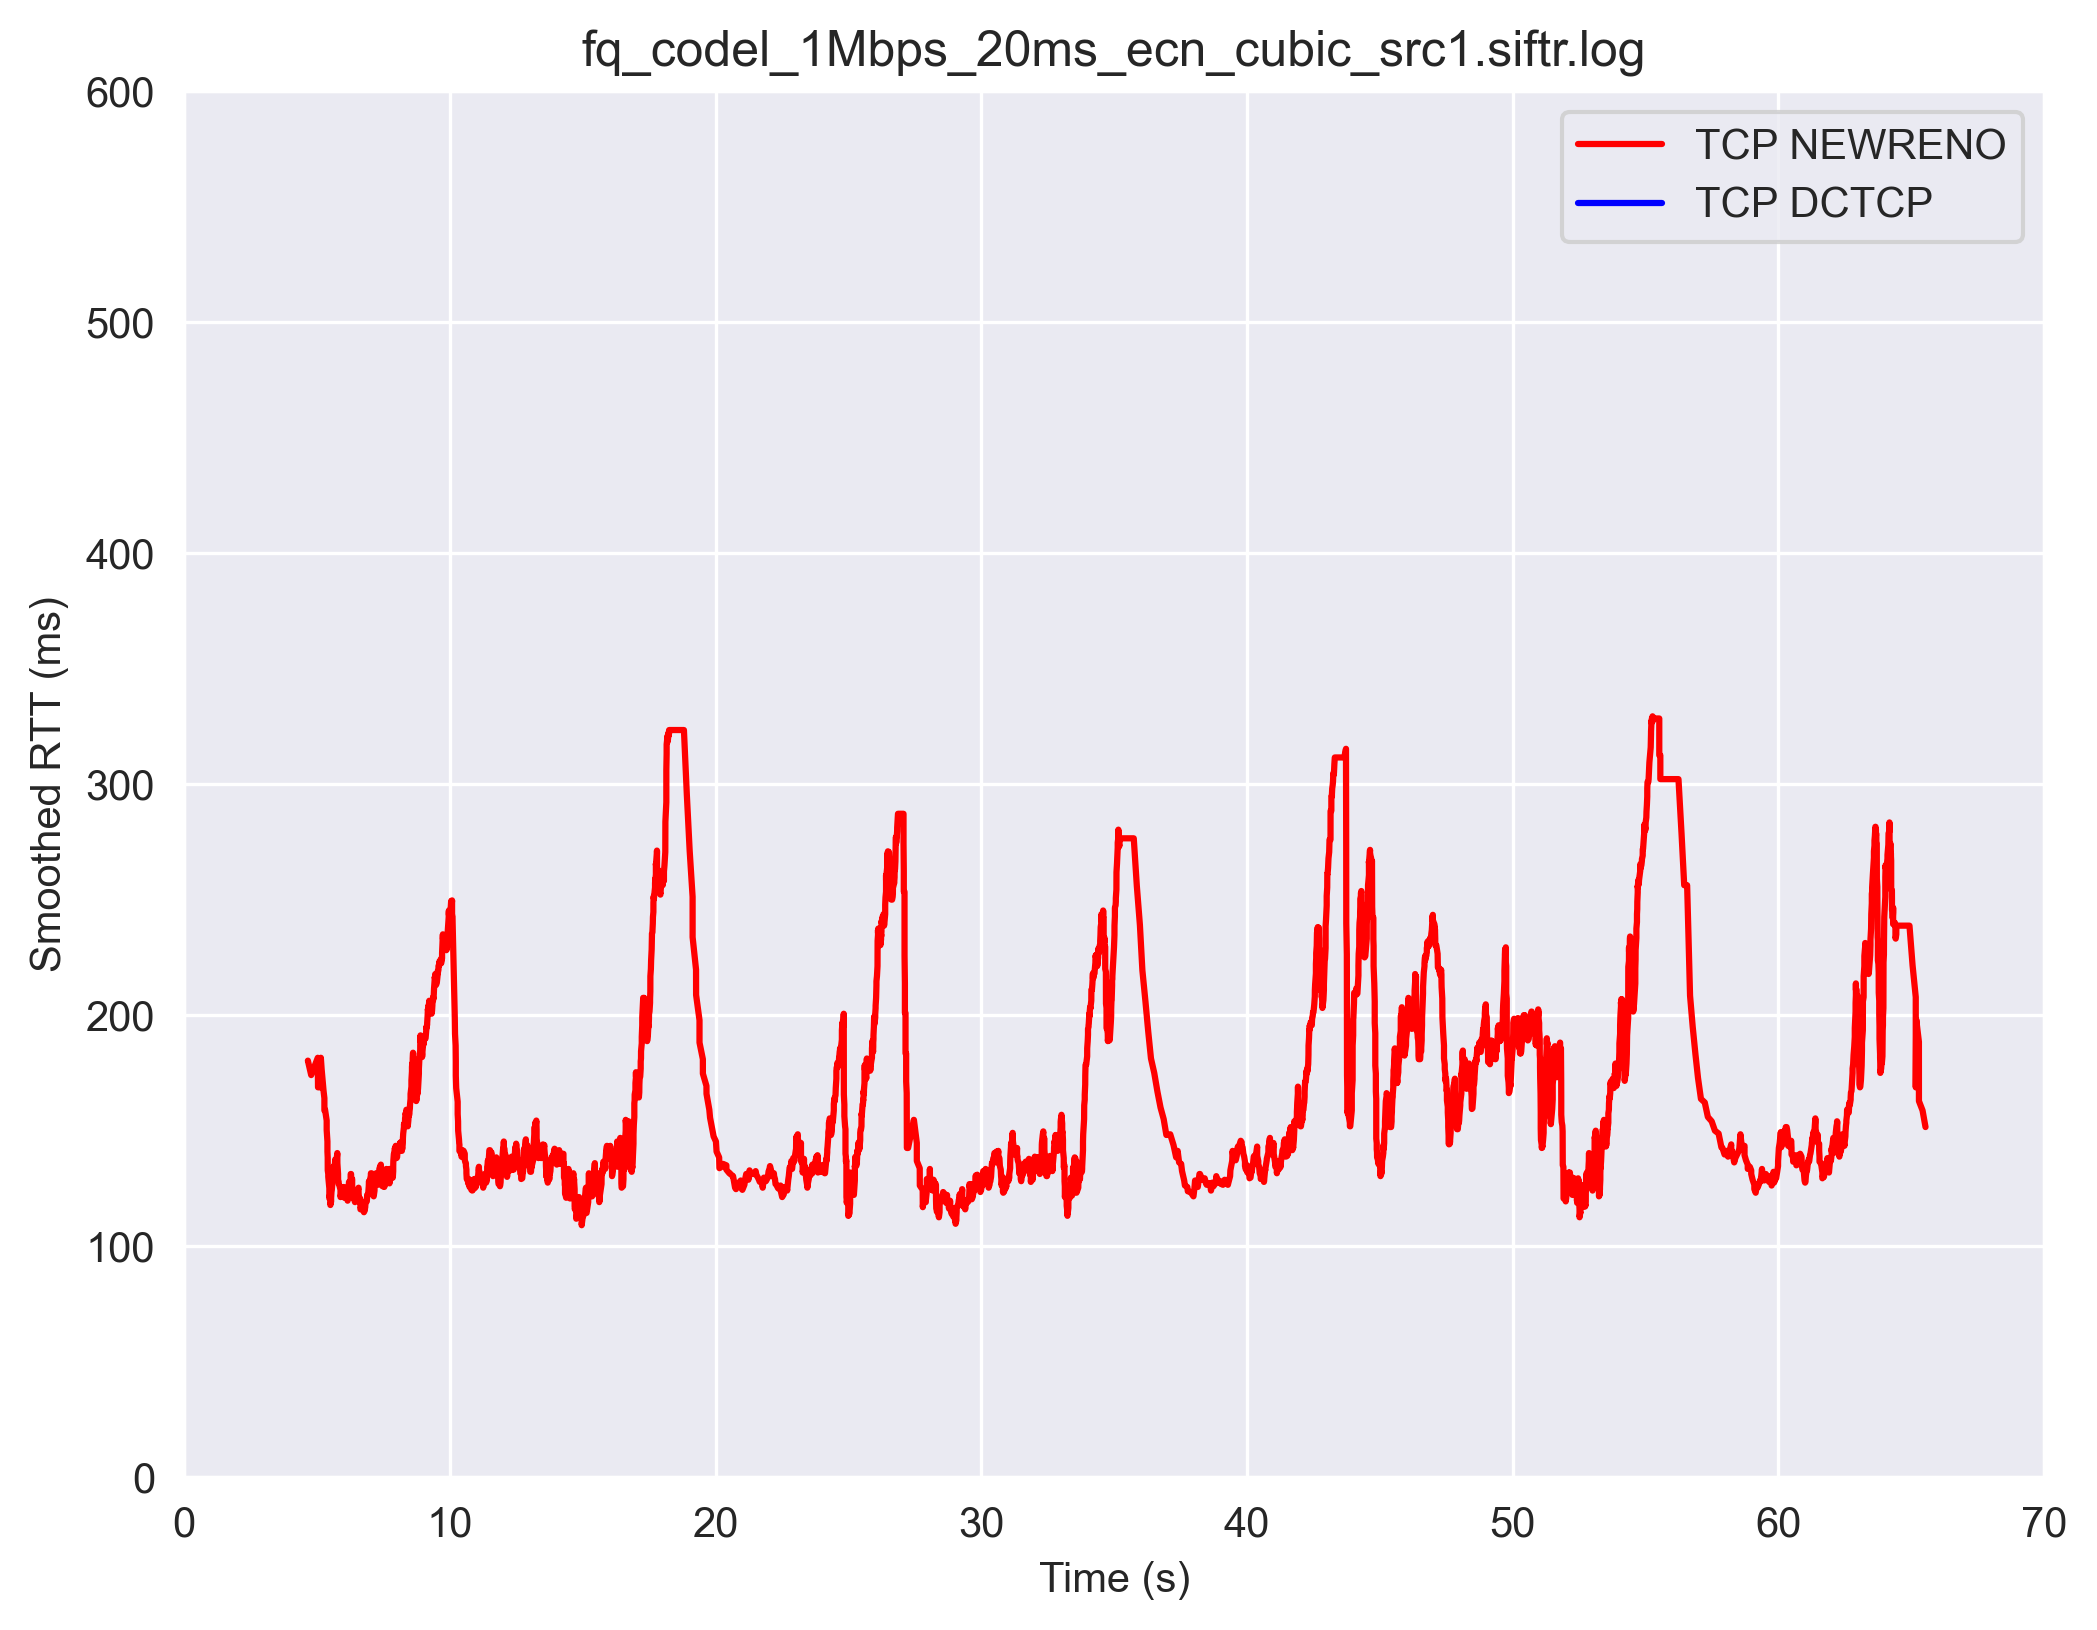 fq_codel_1Mbps_20ms_ecn_cubic_src1.siftr.log
TCP NEWRENO
TCP DCTCP
Smoothed RTT (ms)
600
500
400
300
200
100
0
0 10 20 30 40 50 60 70
Time (s)